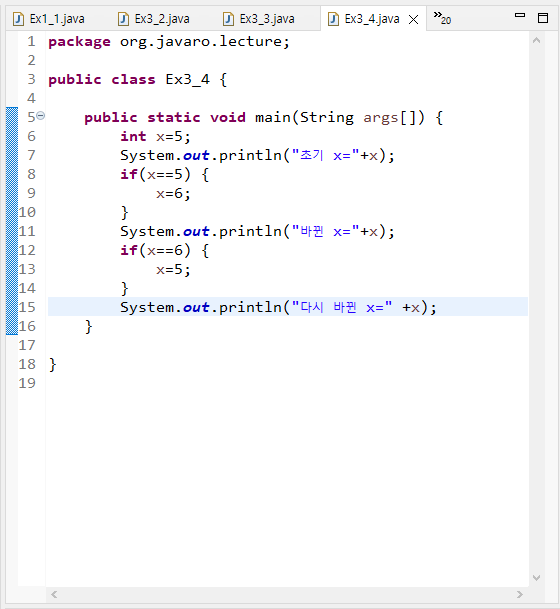 Ex1_1.java Ex3_2.java Ex3_3.java Ex3_4.java 20
1 package org.javaro.lecture;
2
3 public class Ex3_4 {
4
5 public static void main(String args[]) {
6 int x=5;
7 System.out.println("초기 x="+x);
8 if(x==5) {
9 x=6;
10 }
11 System.out.println("바뀐 x="+x);
12 if(x==6) {
13 x=5;
14 }
15 System.out.println("다시 바뀐 x=" +x);
16 }
17
18 }
19